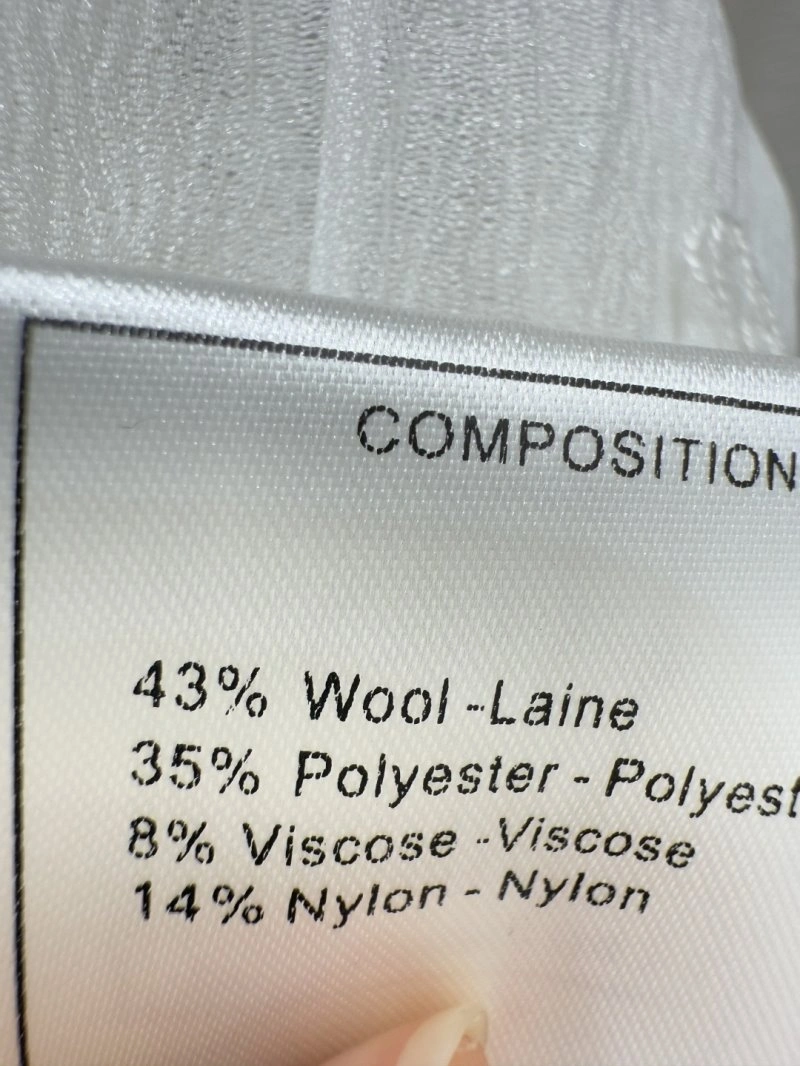 COMPOSITION
43% Wool -Laine
35% Polyester - Polyest
8% Viscose -Viscose
14% Nylon - Nylon